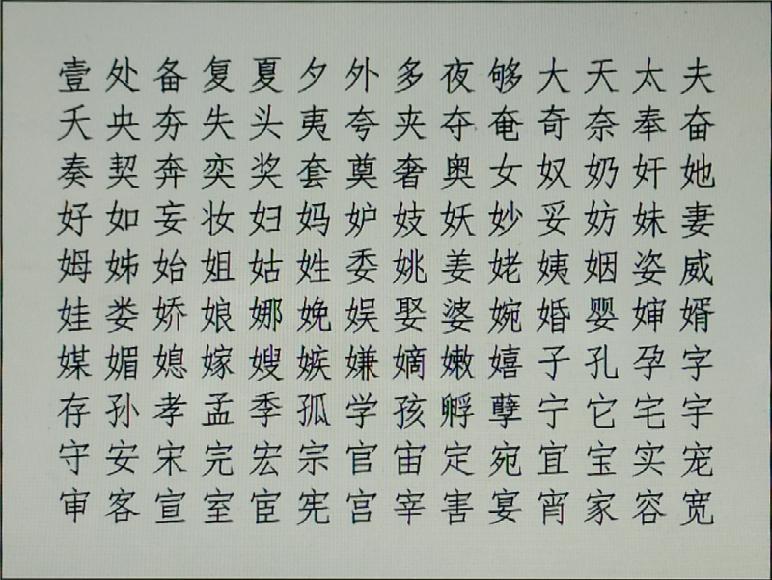 壹处备复夏夕外多夜够大天太夫
夭央夯失头夷夸夹夺奄奇奈奉奋
奏契奔奕奖套奠奢奥女奴奶奸她
好如妄妆妇妈妒妓妖妙妥妨妹妻
姆姊始姐姑姓委姚姜姥姨姻姿威
娃娄娇娘娜娩娱娶婆婉婚婴婶婿
媒媚媳嫁嫂嫉嫌嫡嫩嬉子孔孕字
存孙孝孟季孤学孩孵孽宁它宅宇
守安宋完宏宗官宙定宛宜宝实宠
审客宣室宦宪宫宰害宴宵家容宽